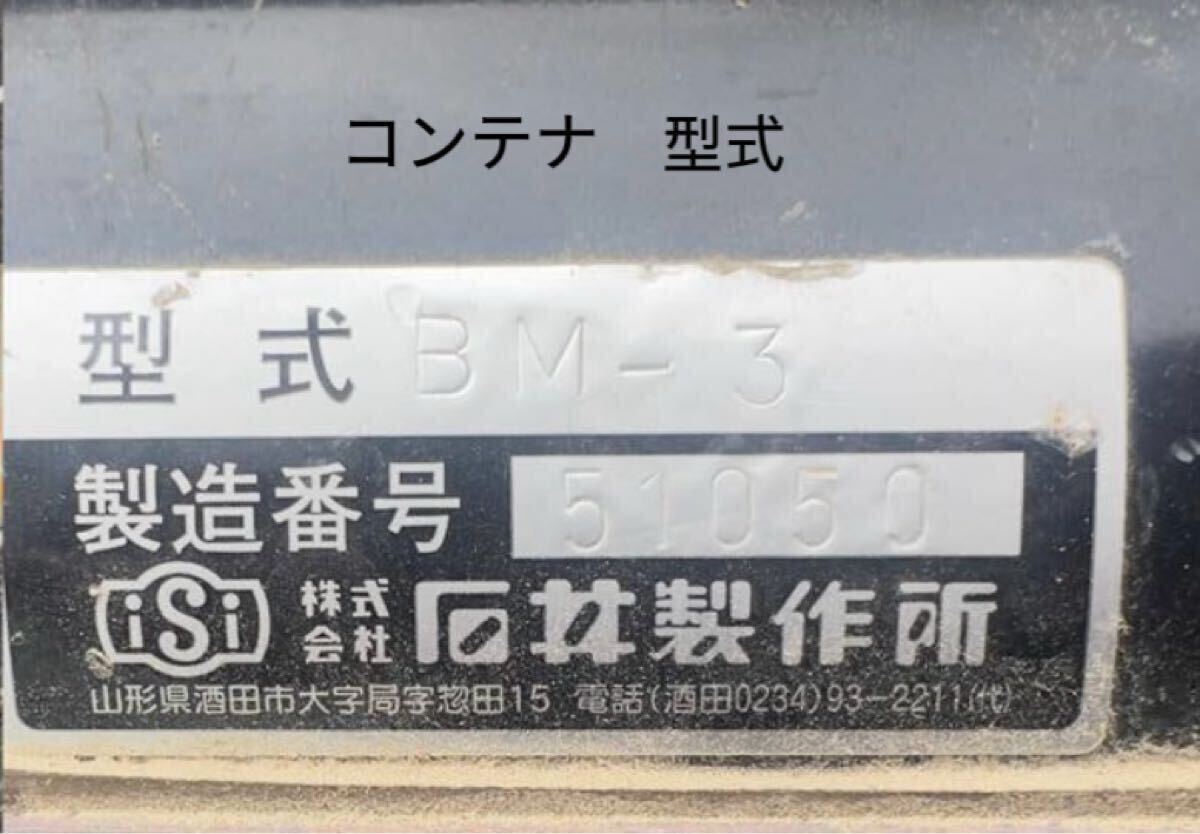 コンテナ 型式
型式 BM-3
製造番号 51050
iSi 株式会社 石井製作所
山形県酒田市大字局字惣田15 電話(酒田0234)93-2211(代)